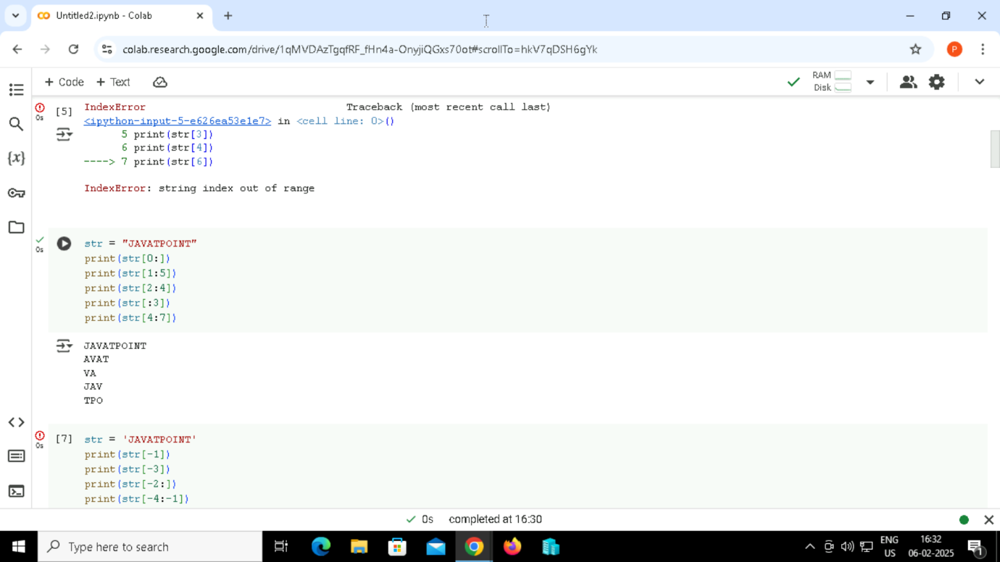 Untitled2.ipynb - Colab
colab.research.google.com/drive/1qMVDAzTgqfRF_fHn4a-OnyjiQGxs70ot#scrollTo=hkV7qDSH6gYk
P
+ Code + Text
RAM
Disk
[5]
0s
IndexError Traceback (most recent call last)
<ipython-input-5-e626ea53e1e7> in <cell line: 0>()
5 print(str[3])
6 print(str[4])
----> 7 print(str[6])
IndexError: string index out of range
0s
str = "JAVATPOINT"
print(str[0:])
print(str[1:5])
print(str[2:4])
print(str[:3])
print(str[4:7])
JAVATPOINT
AVAT
VA
JAV
TPO
0s
[7] str = 'JAVATPOINT'
print(str[-1])
print(str[-3])
print(str[-2:])
print(str[-4:-1])
0s completed at 16:30
Type here to search
ENG
US
16:32
06-02-2025
1